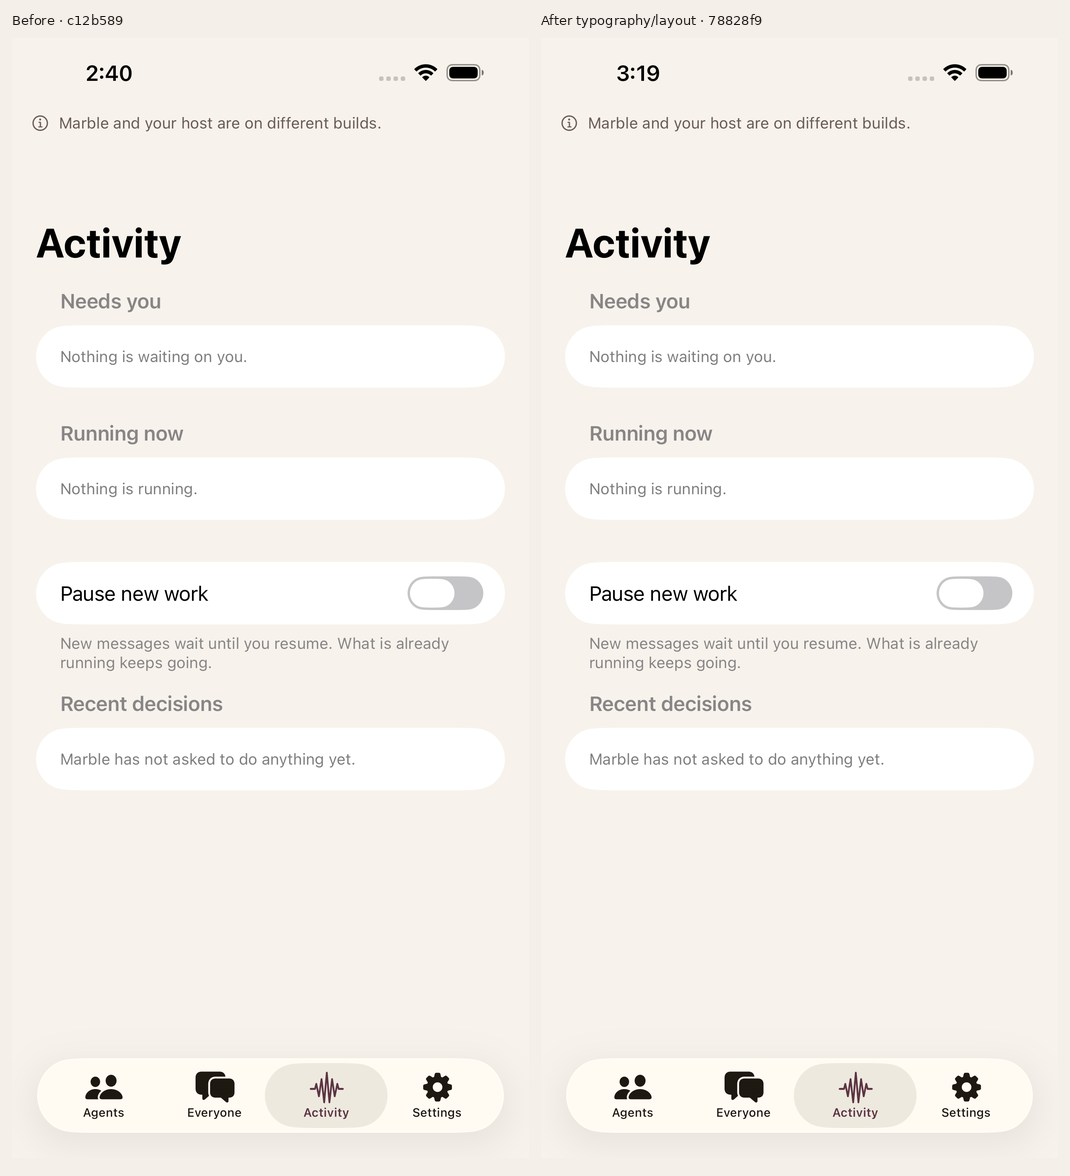 Before · c12b589
2:40
Marble and your host are on different builds.
Activity
Needs you
Nothing is waiting on you.
Running now
Nothing is running.
Pause new work
New messages wait until you resume. What is already
running keeps going.
Recent decisions
Marble has not asked to do anything yet.
Agents
Everyone
Activity
Settings
After typography/layout · 78828f9
3:19
Marble and your host are on different builds.
Activity
Needs you
Nothing is waiting on you.
Running now
Nothing is running.
Pause new work
New messages wait until you resume. What is already
running keeps going.
Recent decisions
Marble has not asked to do anything yet.
Agents
Everyone
Activity
Settings